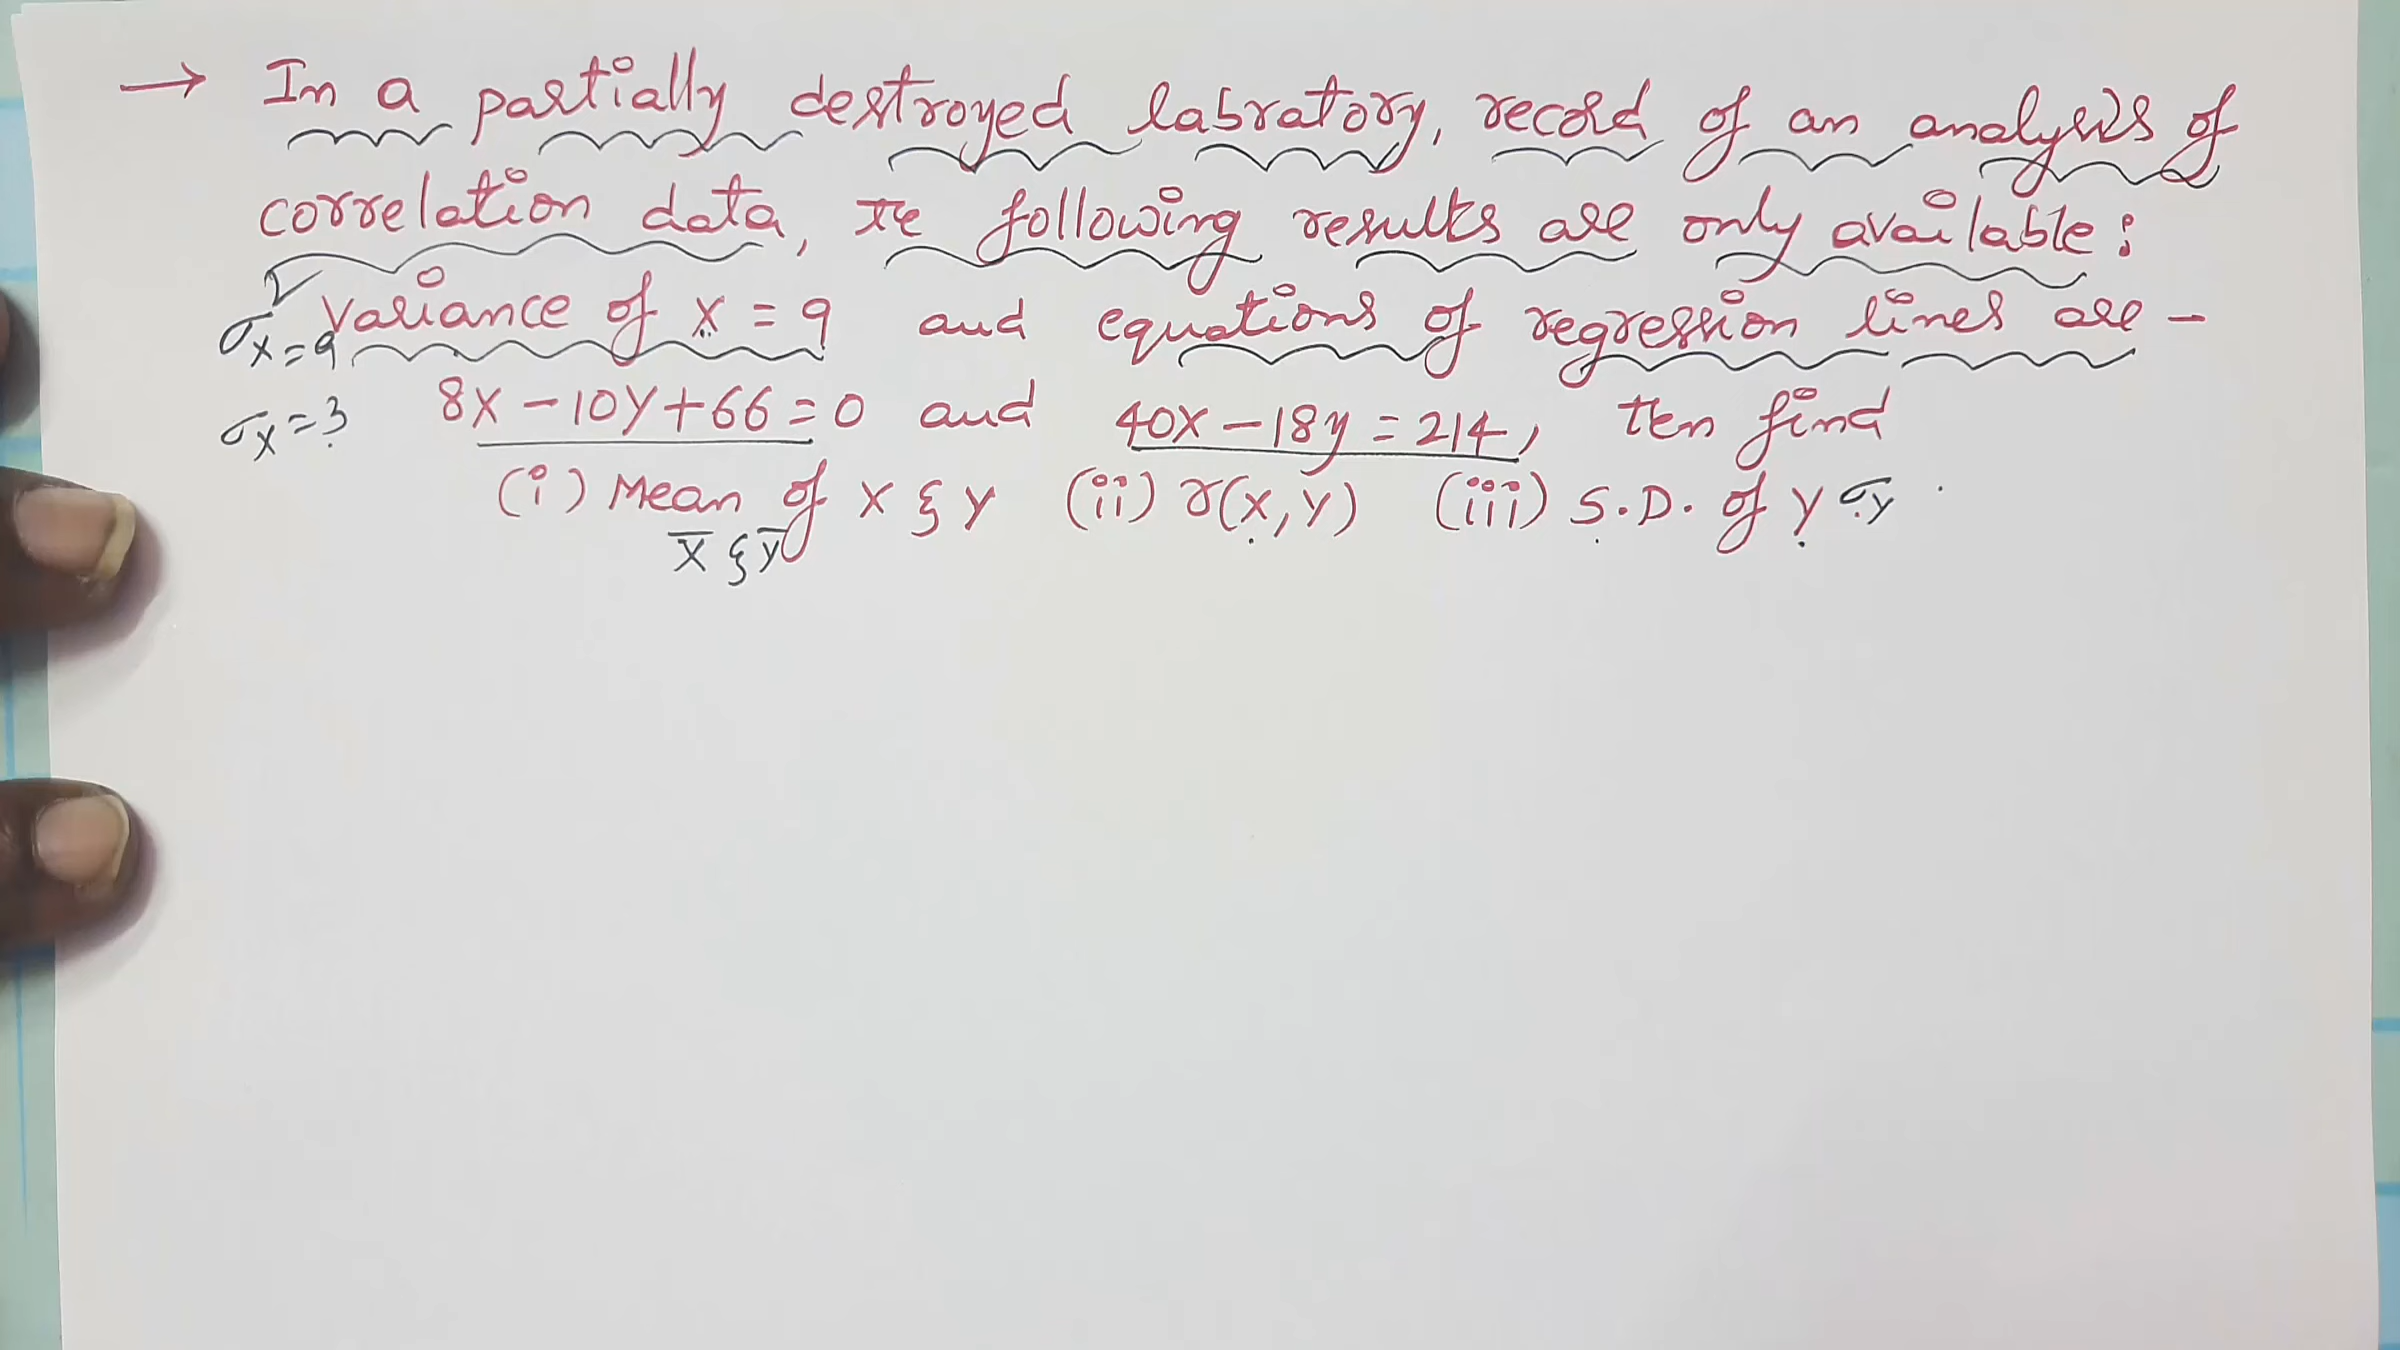 → In a partially destroyed labratory, record of an analysis of
correlation data, the following results are only available:
σx² = 9 Variance of X = 9 and equations of regression lines are -
σx = 3 8X - 10Y + 66 = 0 and 40X - 18y = 214, then find
(i) Mean of X & Y (ii) r(X, Y) (iii) S.D. of Y σy .
X̄ & Ȳ